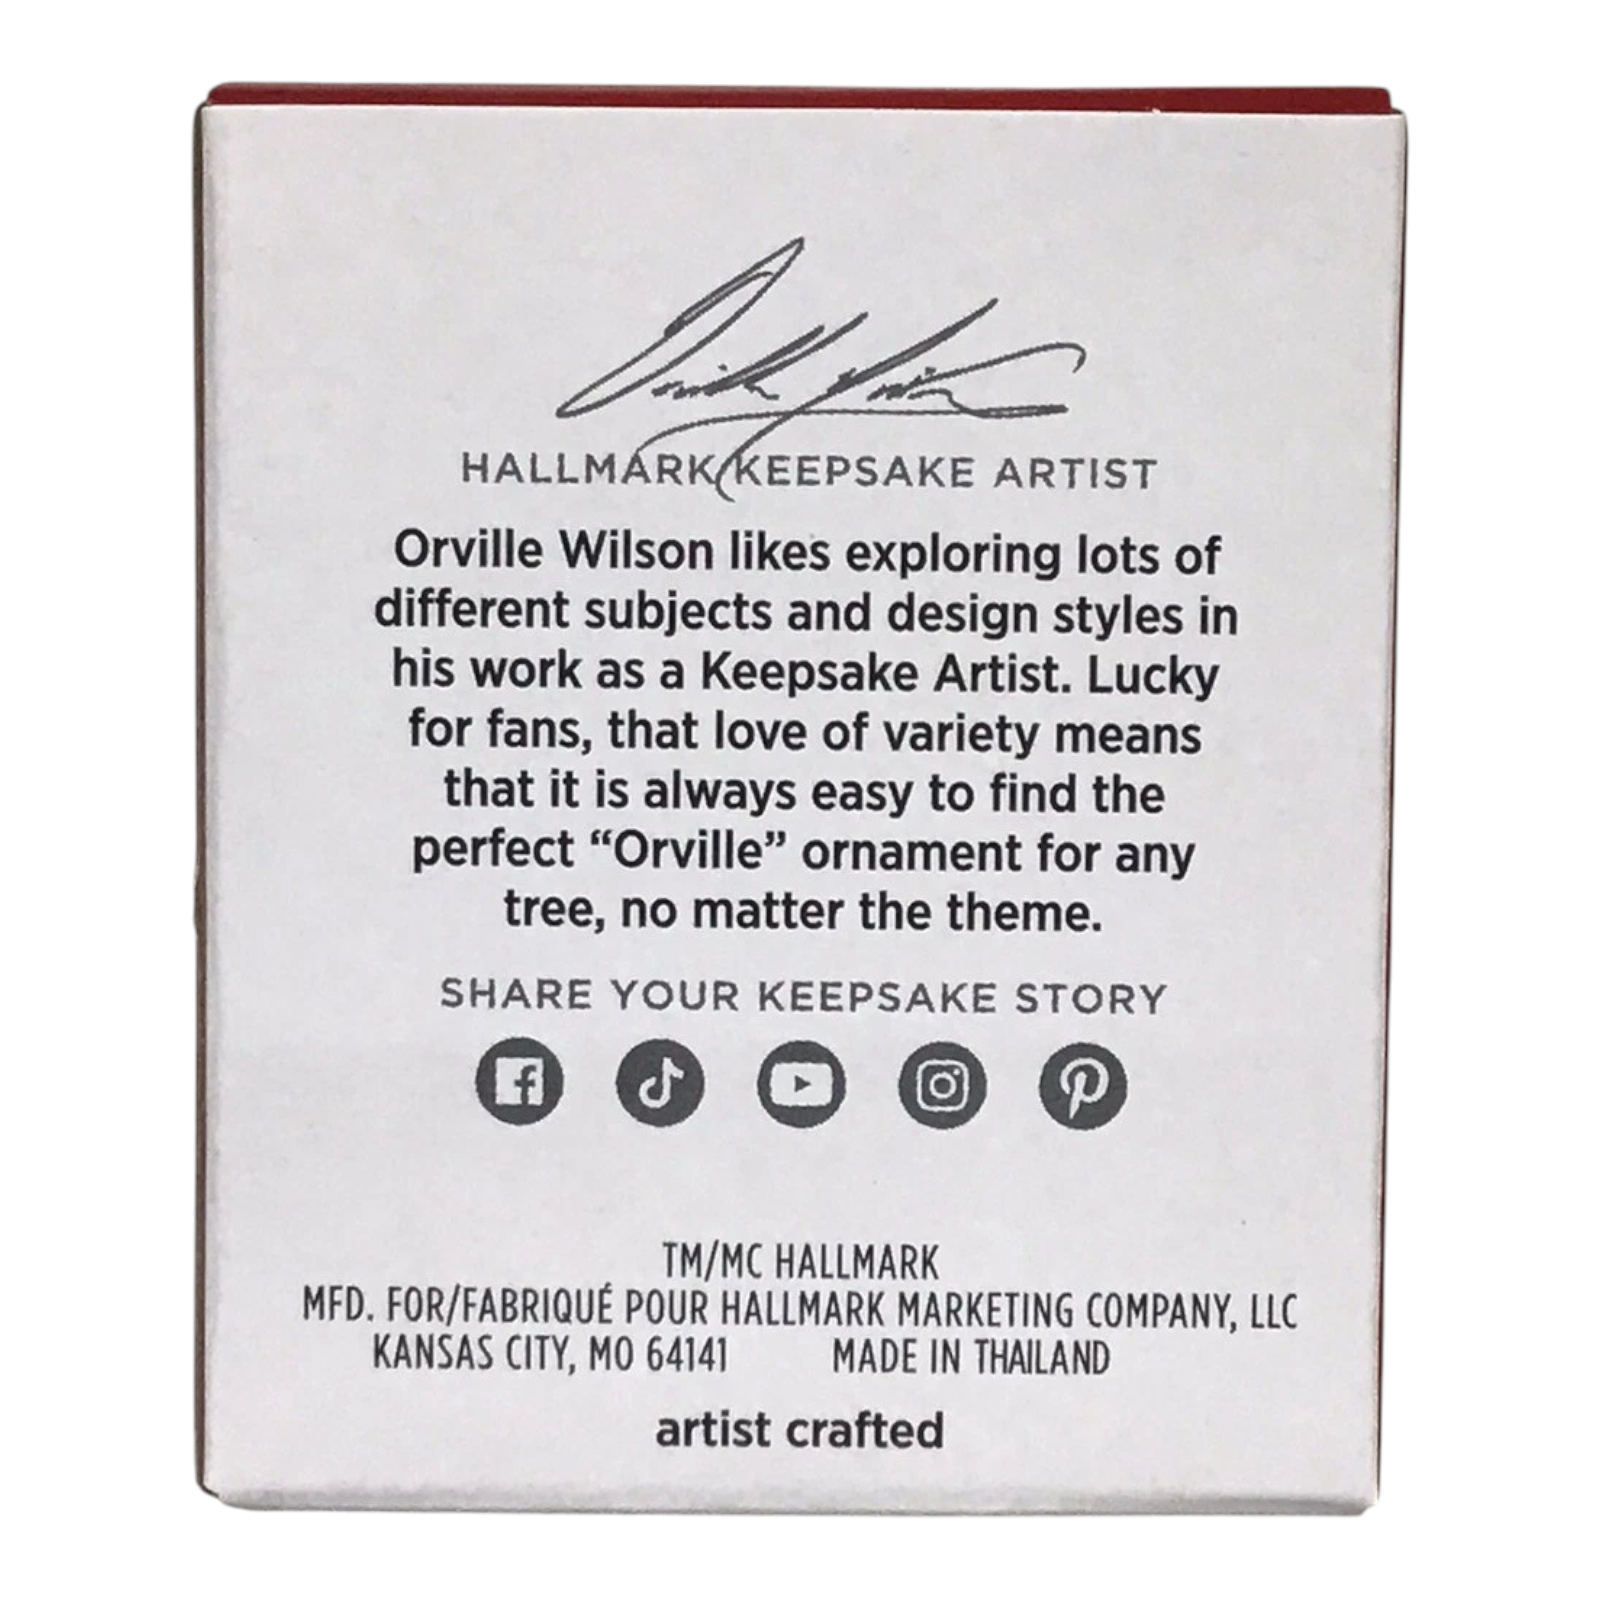 Orville Wilson
HALLMARK KEEPSAKE ARTIST
Orville Wilson likes exploring lots of
different subjects and design styles in
his work as a Keepsake Artist. Lucky
for fans, that love of variety means
that it is always easy to find the
perfect “Orville” ornament for any
tree, no matter the theme.
SHARE YOUR KEEPSAKE STORY
TM/MC HALLMARK
MFD. FOR/FABRIQUÉ POUR HALLMARK MARKETING COMPANY, LLC
KANSAS CITY, MO 64141 MADE IN THAILAND
artist crafted